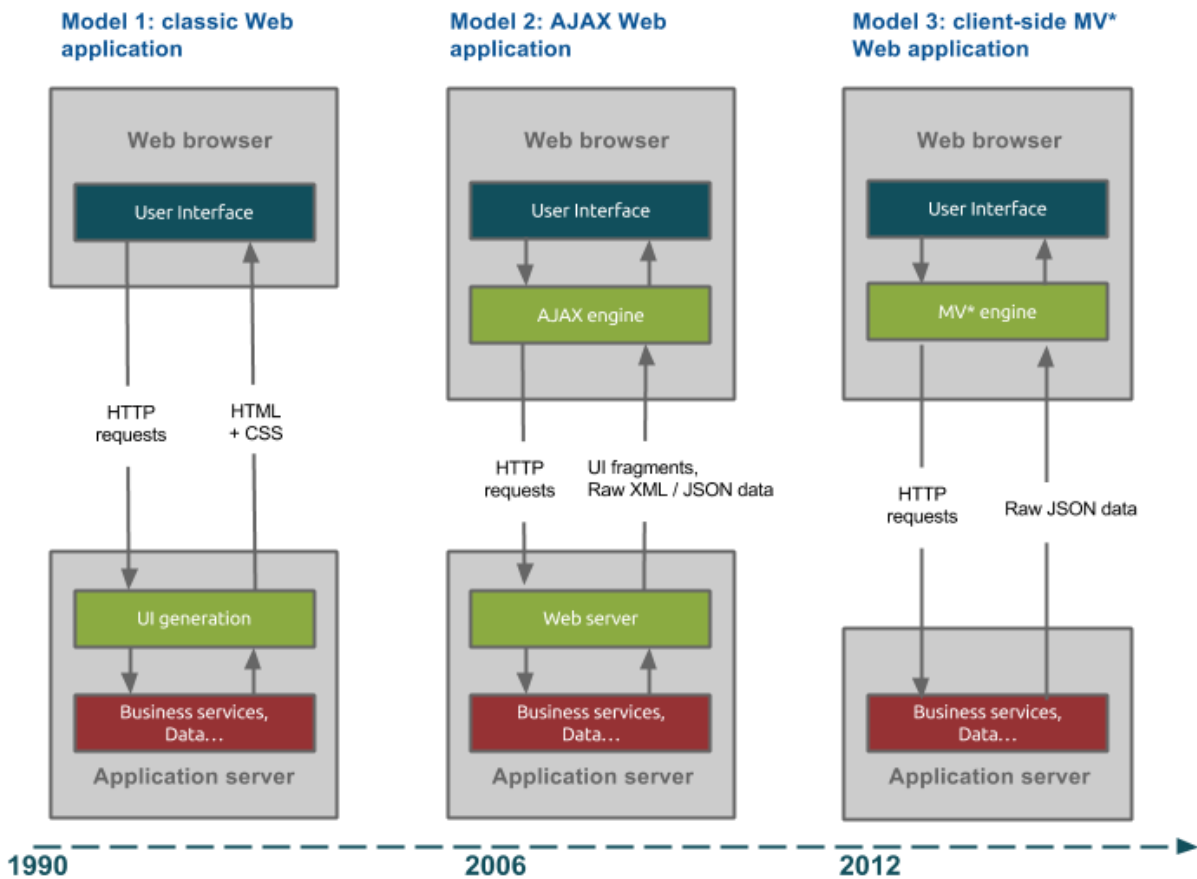 Model 1: classic Web
application
Web browser
User Interface
HTTP
requests
HTML
+ CSS
UI generation
Business services,
Data…
Application server
Model 2: AJAX Web
application
Web browser
User Interface
AJAX engine
HTTP
requests
UI fragments,
Raw XML / JSON data
Web server
Business services,
Data…
Application server
Model 3: client-side MV*
Web application
Web browser
User Interface
MV* engine
HTTP
requests
Raw JSON data
Business services,
Data…
Application server
1990
2006
2012